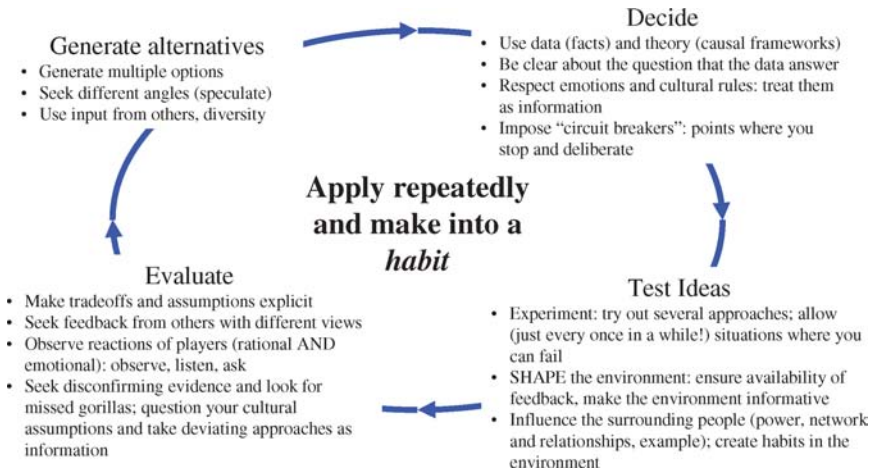 Generate alternatives
• Generate multiple options
• Seek different angles (speculate)
• Use input from others, diversity
Decide
• Use data (facts) and theory (causal frameworks)
• Be clear about the question that the data answer
• Respect emotions and cultural rules: treat them
as information
• Impose “circuit breakers”: points where you
stop and deliberate
Apply repeatedly
and make into a
habit
Evaluate
• Make tradeoffs and assumptions explicit
• Seek feedback from others with different views
• Observe reactions of players (rational AND
emotional): observe, listen, ask
• Seek disconfirming evidence and look for
missed gorillas; question your cultural
assumptions and take deviating approaches as
information
Test Ideas
• Experiment: try out several approaches; allow
(just every once in a while!) situations where you
can fail
• SHAPE the environment: ensure availability of
feedback, make the environment informative
• Influence the surrounding people (power, network
and relationships, example); create habits in the
environment